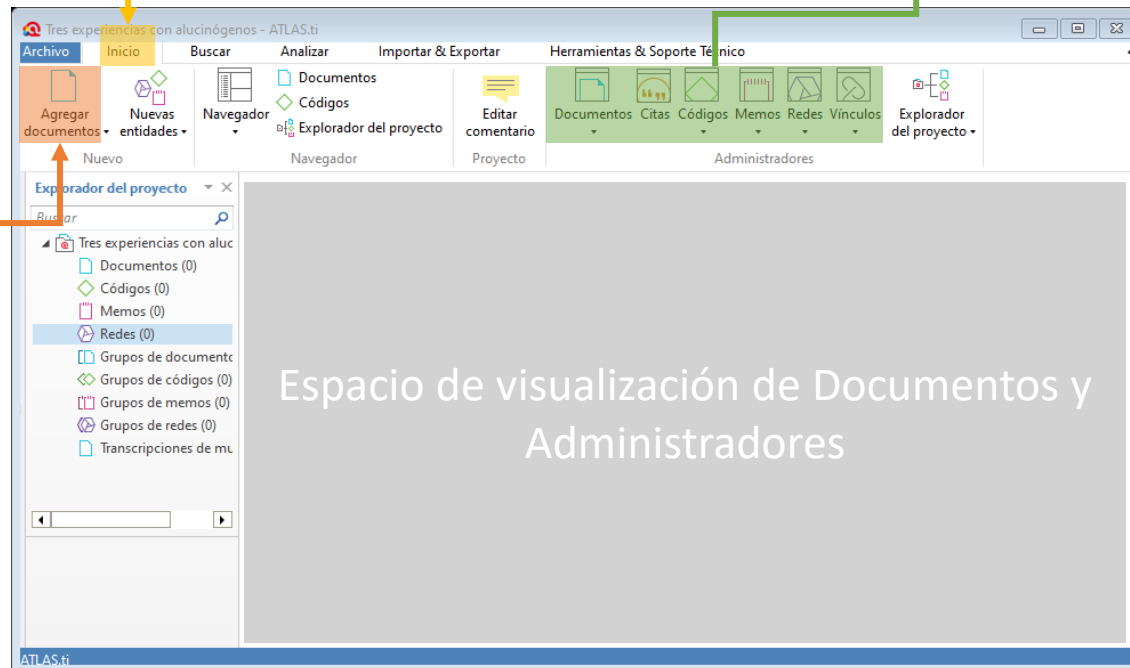 Tres experiencias con alucinógenos - ATLAS.ti
Archivo Inicio Buscar Analizar Importar & Exportar Herramientas & Soporte Técnico
Agregar documentos
Nuevas entidades
Navegador
Documentos
Códigos
Explorador del proyecto
Editar comentario
Documentos Citas Códigos Memos Redes Vínculos
Explorador del proyecto
Nuevo Navegador Proyecto Administradores
Explorador del proyecto
Buscar
Tres experiencias con aluc
Documentos (0)
Códigos (0)
Memos (0)
Redes (0)
Grupos de documento
Grupos de códigos (0)
Grupos de memos (0)
Grupos de redes (0)
Transcripciones de mu
Espacio de visualización de Documentos y
Administradores
ATLAS.ti